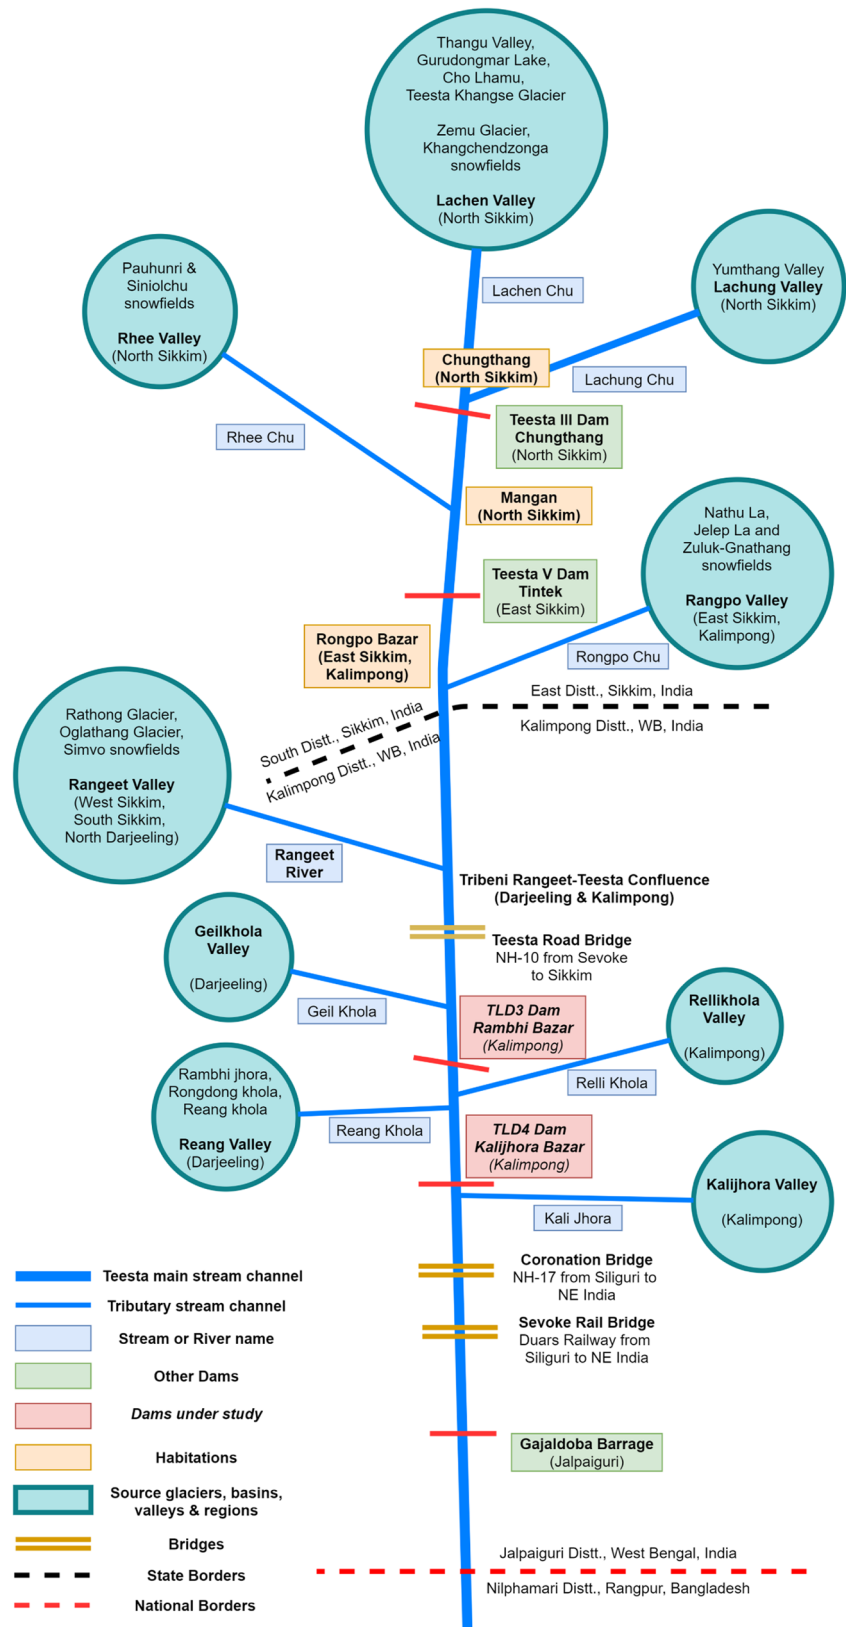 Thangu Valley,
Gurudongmar Lake,
Cho Lhamu,
Teesta Khangse Glacier
Zemu Glacier,
Khangchendzonga
snowfields
Lachen Valley
(North Sikkim)
Yumthang Valley
Lachung Valley
(North Sikkim)
Pauhunri &
Siniolchu
snowfields
Rhee Valley
(North Sikkim)
Lachen Chu
Chungthang
(North Sikkim)
Lachung Chu
Teesta III Dam
Chungthang
(North Sikkim)
Rhee Chu
Mangan
(North Sikkim)
Nathu La,
Jelep La and
Zuluk-Gnathang
snowfields
Rangpo Valley
(East Sikkim,
Kalimpong)
Teesta V Dam
Tintek
(East Sikkim)
Rongpo Bazar
(East Sikkim,
Kalimpong)
Rongpo Chu
East Distt., Sikkim, India
Kalimpong Distt., WB, India
South Distt., Sikkim, India
Kalimpong Distt., WB, India
Rathong Glacier,
Oglathang Glacier,
Simvo snowfields
Rangeet Valley
(West Sikkim,
South Sikkim,
North Darjeeling)
Rangeet
River
Tribeni Rangeet-Teesta Confluence
(Darjeeling & Kalimpong)
Teesta Road Bridge
NH-10 from Sevoke
to Sikkim
Geilkhola
Valley
(Darjeeling)
Geil Khola
TLD3 Dam
Rambhi Bazar
(Kalimpong)
Rellikhola
Valley
(Kalimpong)
Relli Khola
Rambhi jhora,
Rongdong khola,
Reang khola
Reang Valley
(Darjeeling)
Reang Khola
TLD4 Dam
Kalijhora Bazar
(Kalimpong)
Kalijhora Valley
(Kalimpong)
Kali Jhora
Coronation Bridge
NH-17 from Siliguri to
NE India
Sevoke Rail Bridge
Duars Railway from
Siliguri to NE India
Gajaldoba Barrage
(Jalpaiguri)
Jalpaiguri Distt., West Bengal, India
Nilphamari Distt., Rangpur, Bangladesh
Teesta main stream channel
Tributary stream channel
Stream or River name
Other Dams
Dams under study
Habitations
Source glaciers, basins,
valleys & regions
Bridges
State Borders
National Borders